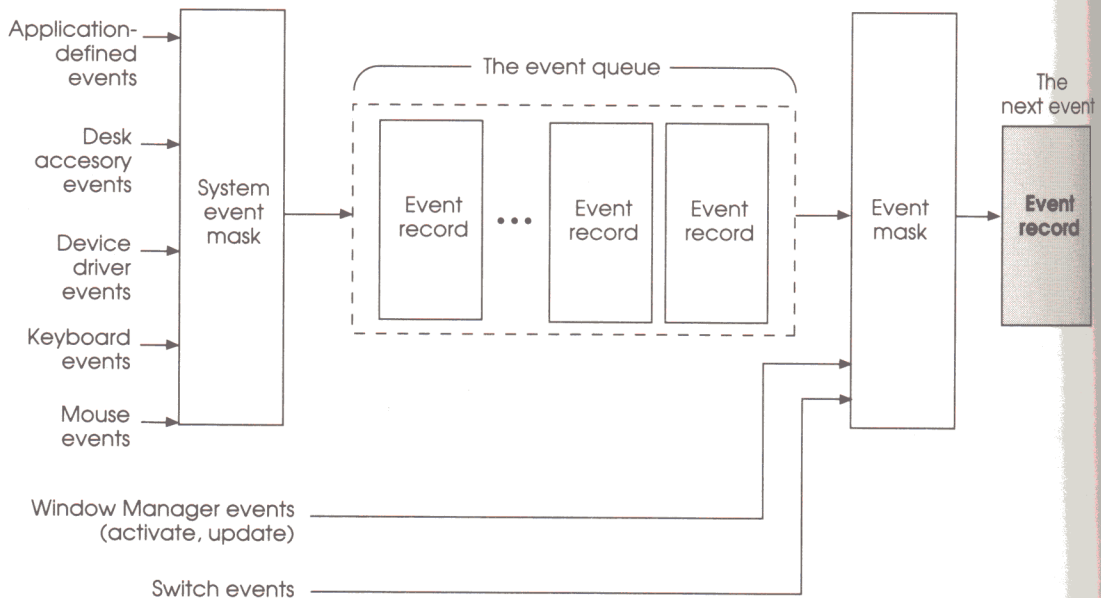 Application-
defined
events
Desk
accesory
events
Device
driver
events
Keyboard
events
Mouse
events
System
event
mask
The event queue
Event
record
•••
Event
record
Event
record
Event
mask
The
next event
Event
record
Window Manager events
(activate, update)
Switch events